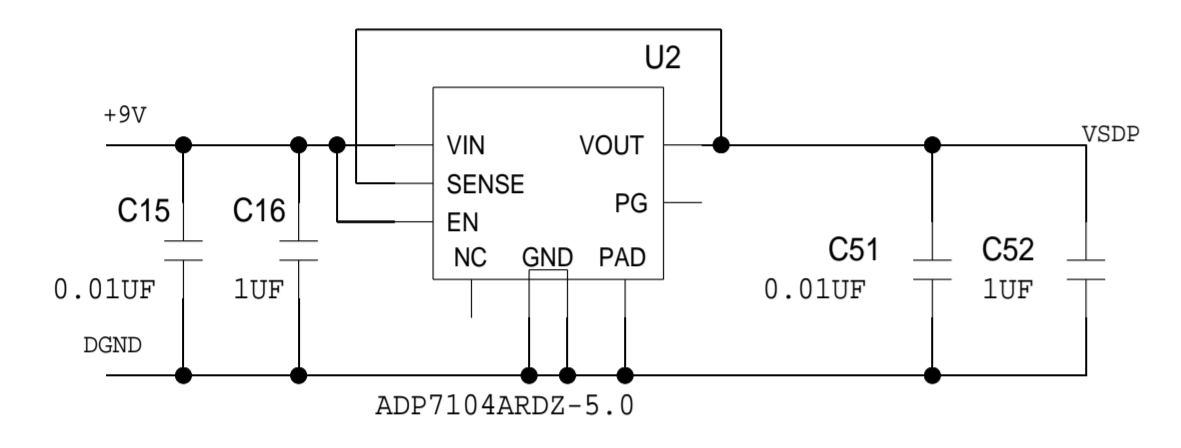 U2
+9V
VIN
VOUT
VSDP
SENSE
PG
EN
C15
C16
NC
GND
PAD
C51
C52
0.01UF
1UF
0.01UF
1UF
DGND
ADP7104ARDZ-5.0